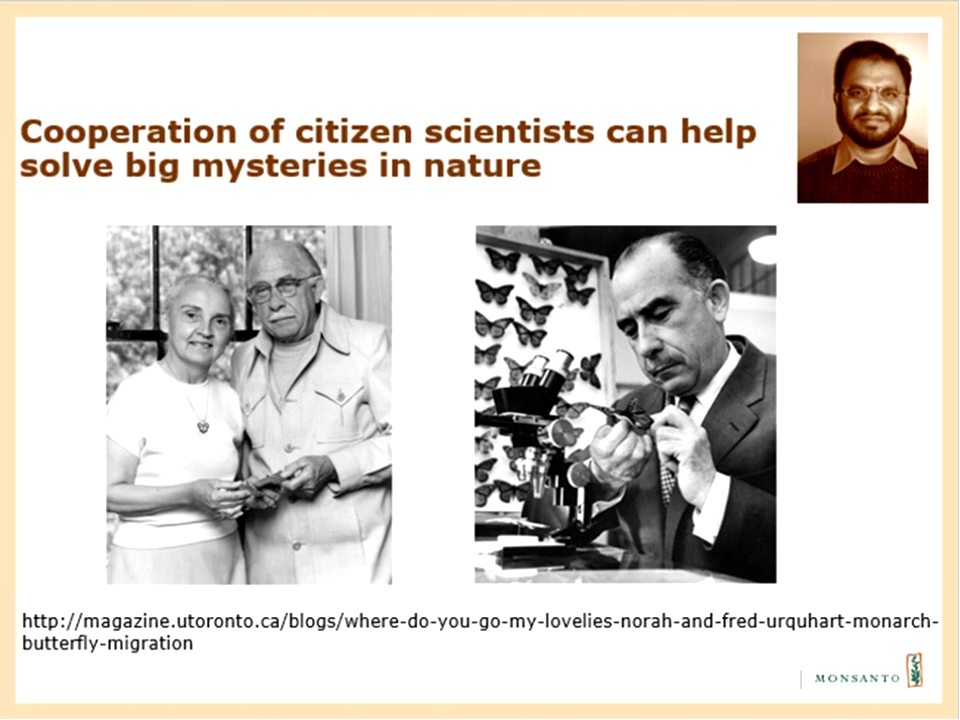 Cooperation of citizen scientists can help
solve big mysteries in nature
http://magazine.utoronto.ca/blogs/where-do-you-go-my-lovelies-norah-and-fred-urquhart-monarch-
butterfly-migration
MONSANTO